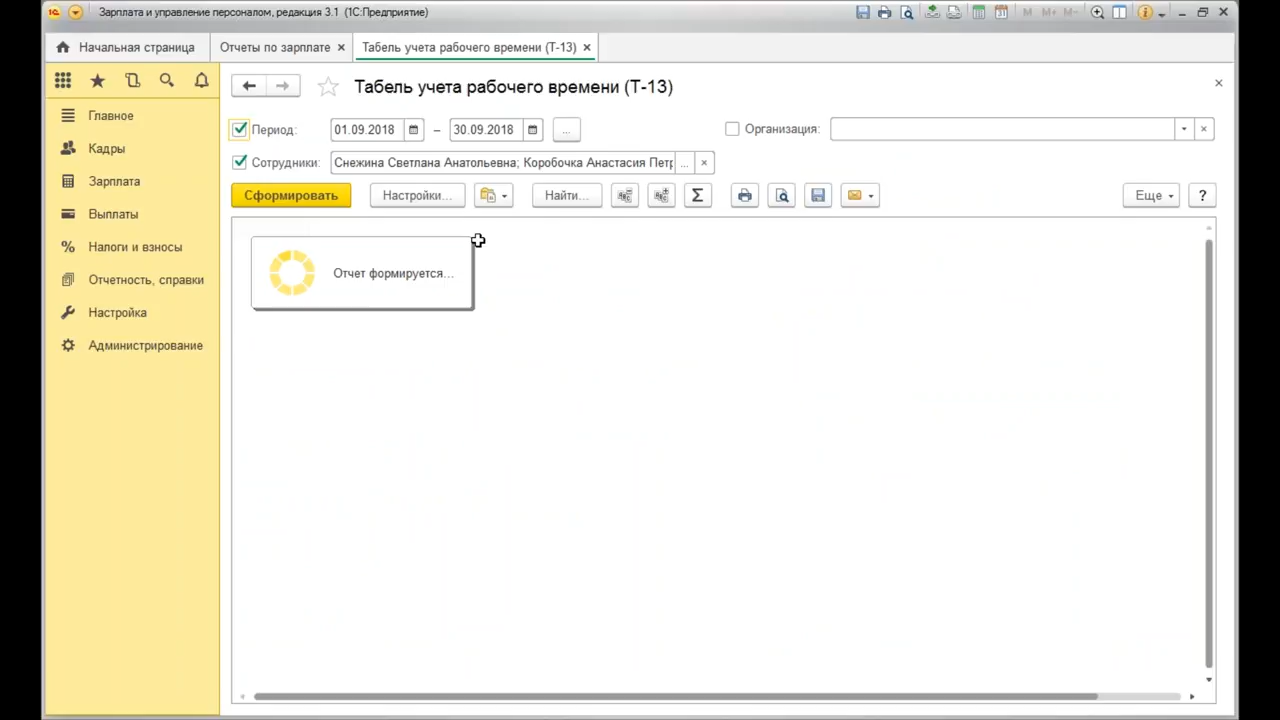 Зарплата и управление персоналом, редакция 3.1 (1С:Предприятие)
M M+ M-
Начальная страница
Отчеты по зарплате
Табель учета рабочего времени (Т-13)
Табель учета рабочего времени (Т-13)
Период: 01.09.2018 – 30.09.2018 ...
Организация:
Сотрудники: Снежина Светлана Анатольевна; Коробочка Анастасия Петр ...
Сформировать
Настройки...
Найти...
Σ
Еще
?
Отчет формируется...
Главное
Кадры
Зарплата
Выплаты
Налоги и взносы
Отчетность, справки
Настройка
Администрирование